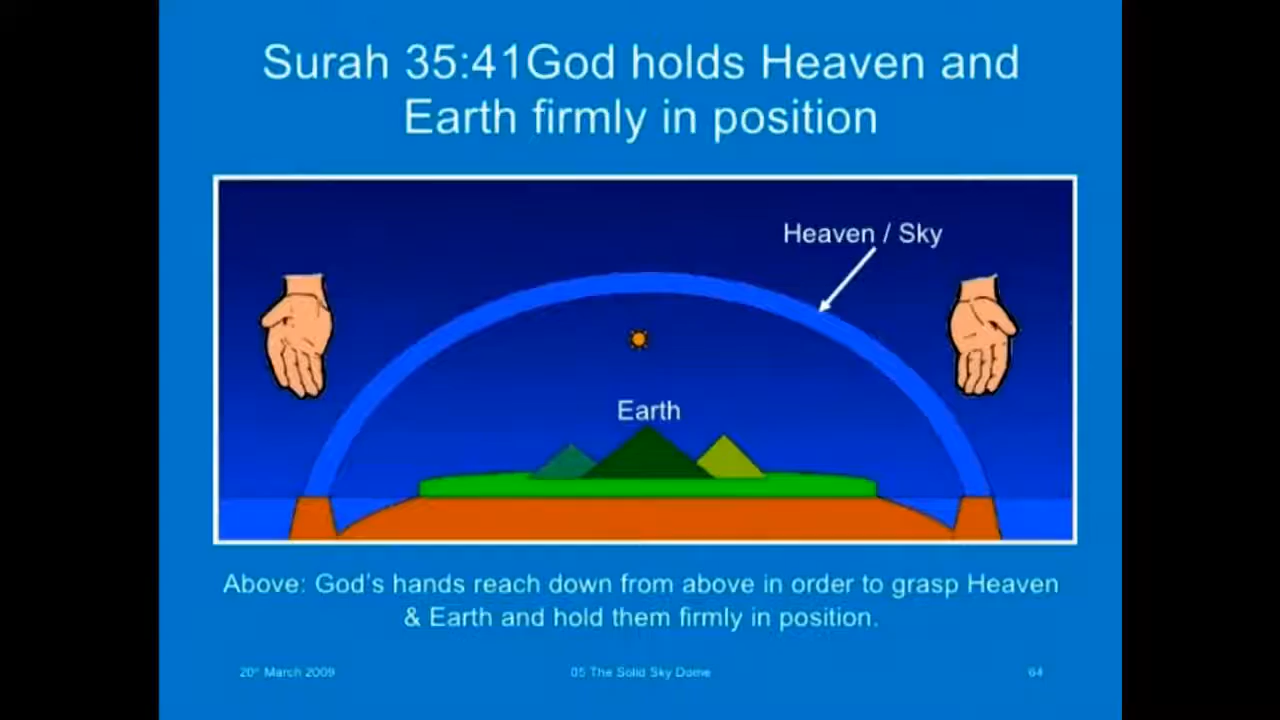 Surah 35:41God holds Heaven and
Earth firmly in position
Heaven / Sky
Earth
Above: God's hands reach down from above in order to grasp Heaven
& Earth and hold them firmly in position.
20th March 2009
05 The Solid Sky Dome
64